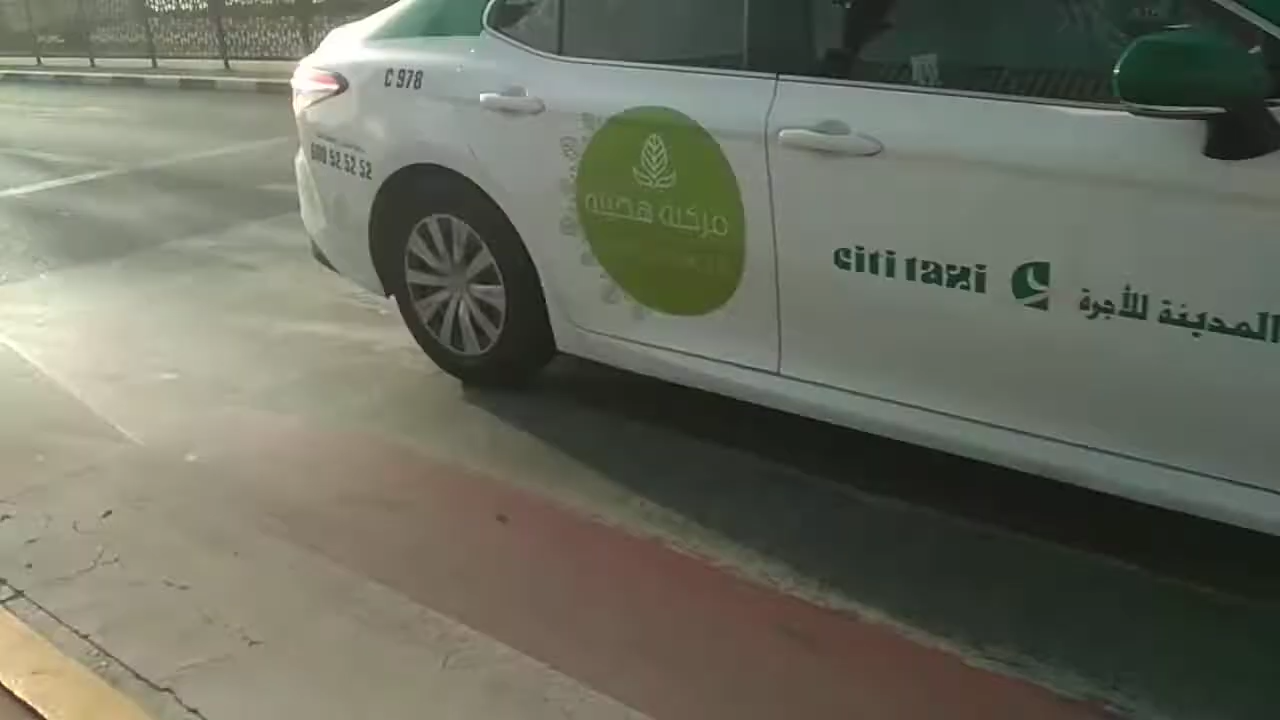 C 978
600 52 52 52
مركبة هجينة
citi taxi
المدينة للأجرة